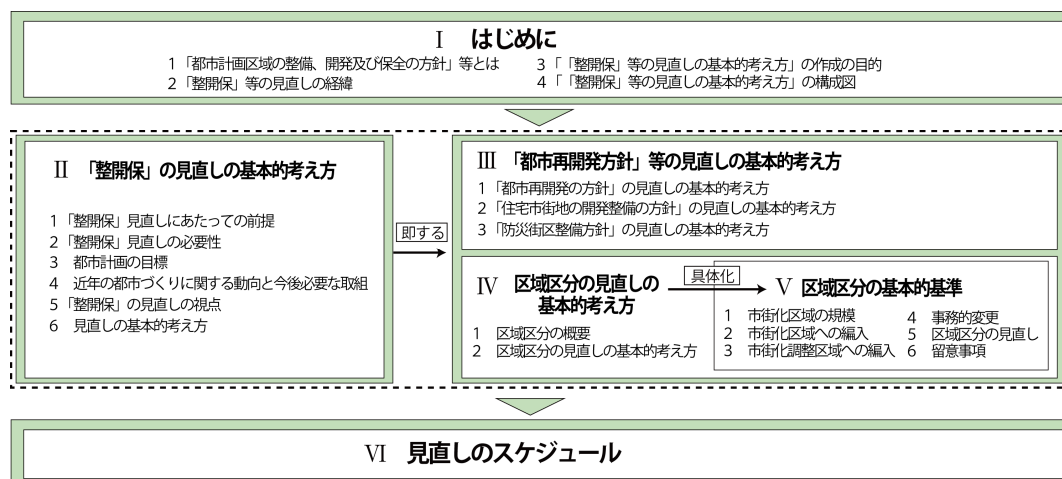 Ⅰ はじめに
1 「都市計画区域の整備、開発及び保全の方針」等とは
2 「整開保」等の見直しの経緯
3 「「整開保」等の見直しの基本的考え方」の作成の目的
4 「「整開保」等の見直しの基本的考え方」の構成図
Ⅱ 「整開保」の見直しの基本的考え方
1 「整開保」見直しにあたっての前提
2 「整開保」見直しの必要性
3 都市計画の目標
4 近年の都市づくりに関する動向と今後必要な取組
5 「整開保」の見直しの視点
6 見直しの基本的考え方
即する
Ⅲ 「都市再開発方針」等の見直しの基本的考え方
1 「都市再開発の方針」の見直しの基本的考え方
2 「住宅市街地の開発整備の方針」の見直しの基本的考え方
3 「防災街区整備方針」の見直しの基本的考え方
Ⅳ 区域区分の見直しの
基本的考え方
1 区域区分の概要
2 区域区分の見直しの基本的考え方
具体化
Ⅴ 区域区分の基本的基準
1 市街化区域の規模
2 市街化区域への編入
3 市街化調整区域への編入
4 事務的変更
5 区域区分の見直し
6 留意事項
Ⅵ 見直しのスケジュール